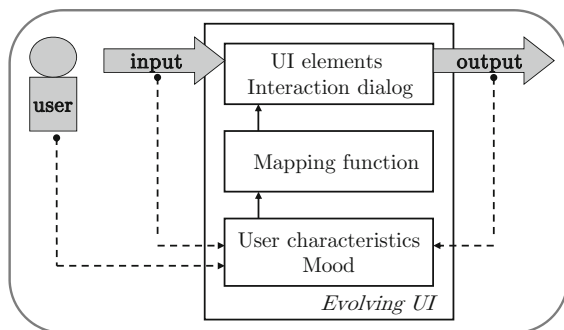 input
UI elements
Interaction dialog
output
user
Mapping function
User characteristics
Mood
Evolving UI